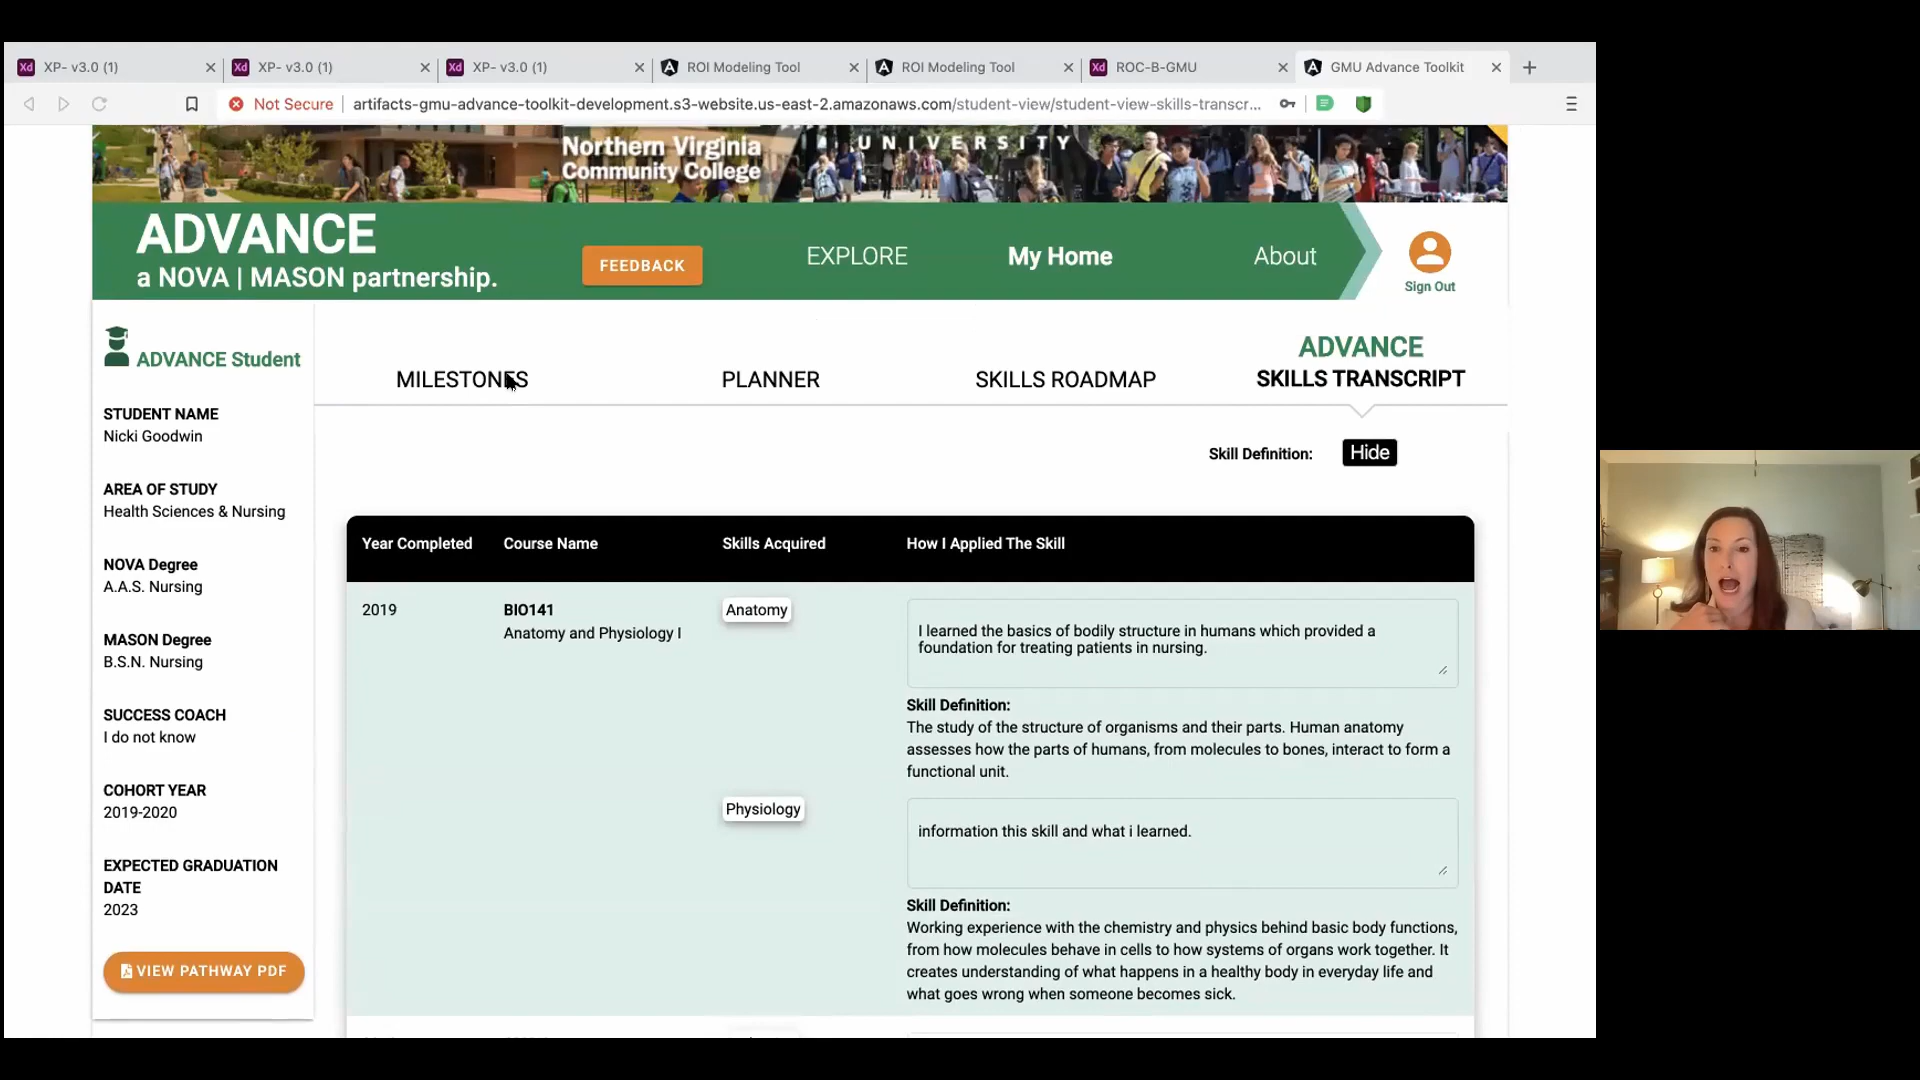 XP- v3.0 (1)
XP- v3.0 (1)
XP- v3.0 (1)
ROI Modeling Tool
ROI Modeling Tool
ROC-B-GMU
GMU Advance Toolkit
Not Secure
artifacts-gmu-advance-toolkit-development.s3-website.us-east-2.amazonaws.com/student-view/student-view-skills-transcr...
Northern Virginia
Community College
UNIVERSITY
ADVANCE
a NOVA | MASON partnership.
FEEDBACK
EXPLORE
My Home
About
Sign Out
ADVANCE Student
STUDENT NAME
Nicki Goodwin
AREA OF STUDY
Health Sciences & Nursing
NOVA Degree
A.A.S. Nursing
MASON Degree
B.S.N. Nursing
SUCCESS COACH
I do not know
COHORT YEAR
2019-2020
EXPECTED GRADUATION
DATE
2023
VIEW PATHWAY PDF
MILESTONES
PLANNER
SKILLS ROADMAP
ADVANCE
SKILLS TRANSCRIPT
Skill Definition:
Hide
Year Completed
Course Name
Skills Acquired
How I Applied The Skill
2019
BIO141
Anatomy and Physiology I
Anatomy
I learned the basics of bodily structure in humans which provided a
foundation for treating patients in nursing.
Skill Definition:
The study of the structure of organisms and their parts. Human anatomy
assesses how the parts of humans, from molecules to bones, interact to form a
functional unit.
Physiology
information this skill and what i learned.
Skill Definition:
Working experience with the chemistry and physics behind basic body functions,
from how molecules behave in cells to how systems of organs work together. It
creates understanding of what happens in a healthy body in everyday life and
what goes wrong when someone becomes sick.